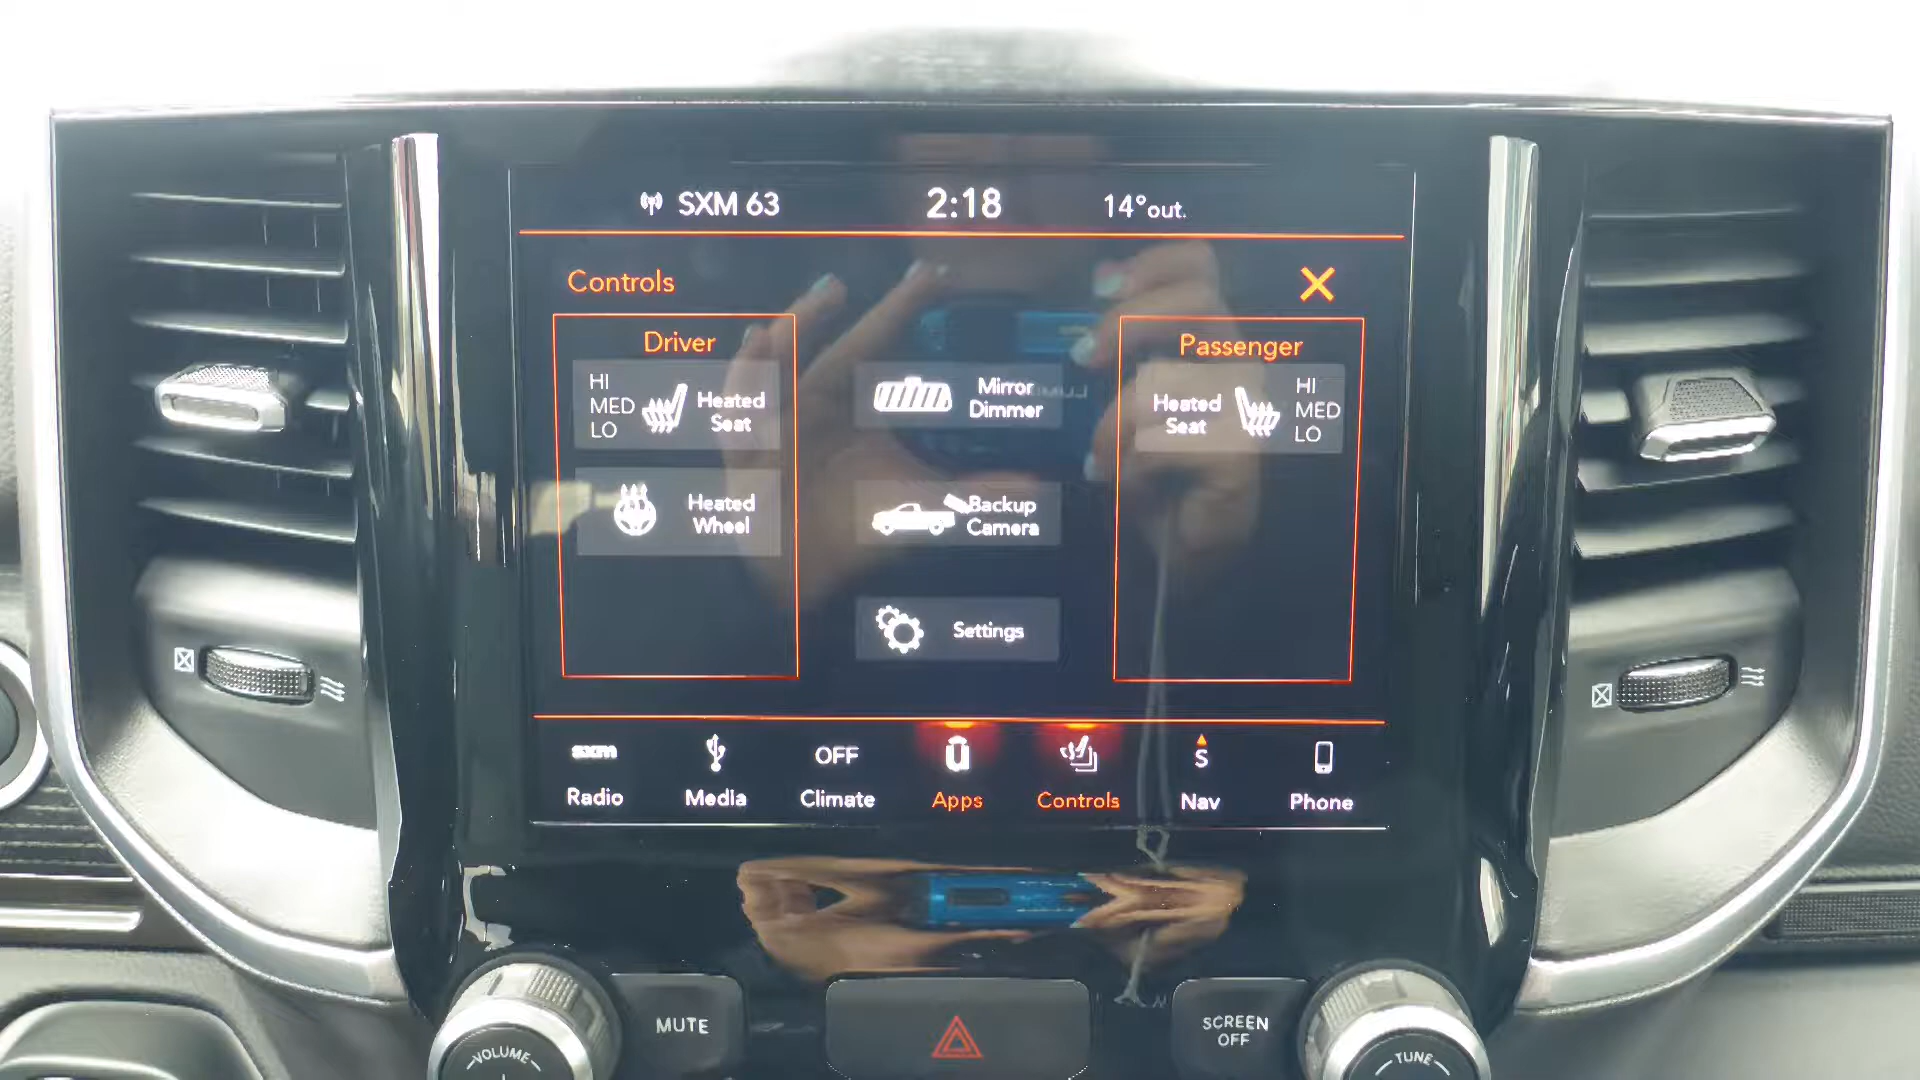 SXM 63
2:18
14°out.
Controls
Driver
HI
MED
LO
Heated
Seat
Heated
Wheel
Mirror
Dimmer
Backup
Camera
Settings
Passenger
Heated
Seat
HI
MED
LO
sxm
Radio
Media
OFF
Climate
Apps
Controls
S
Nav
Phone
VOLUME
MUTE
SCREEN
OFF
TUNE